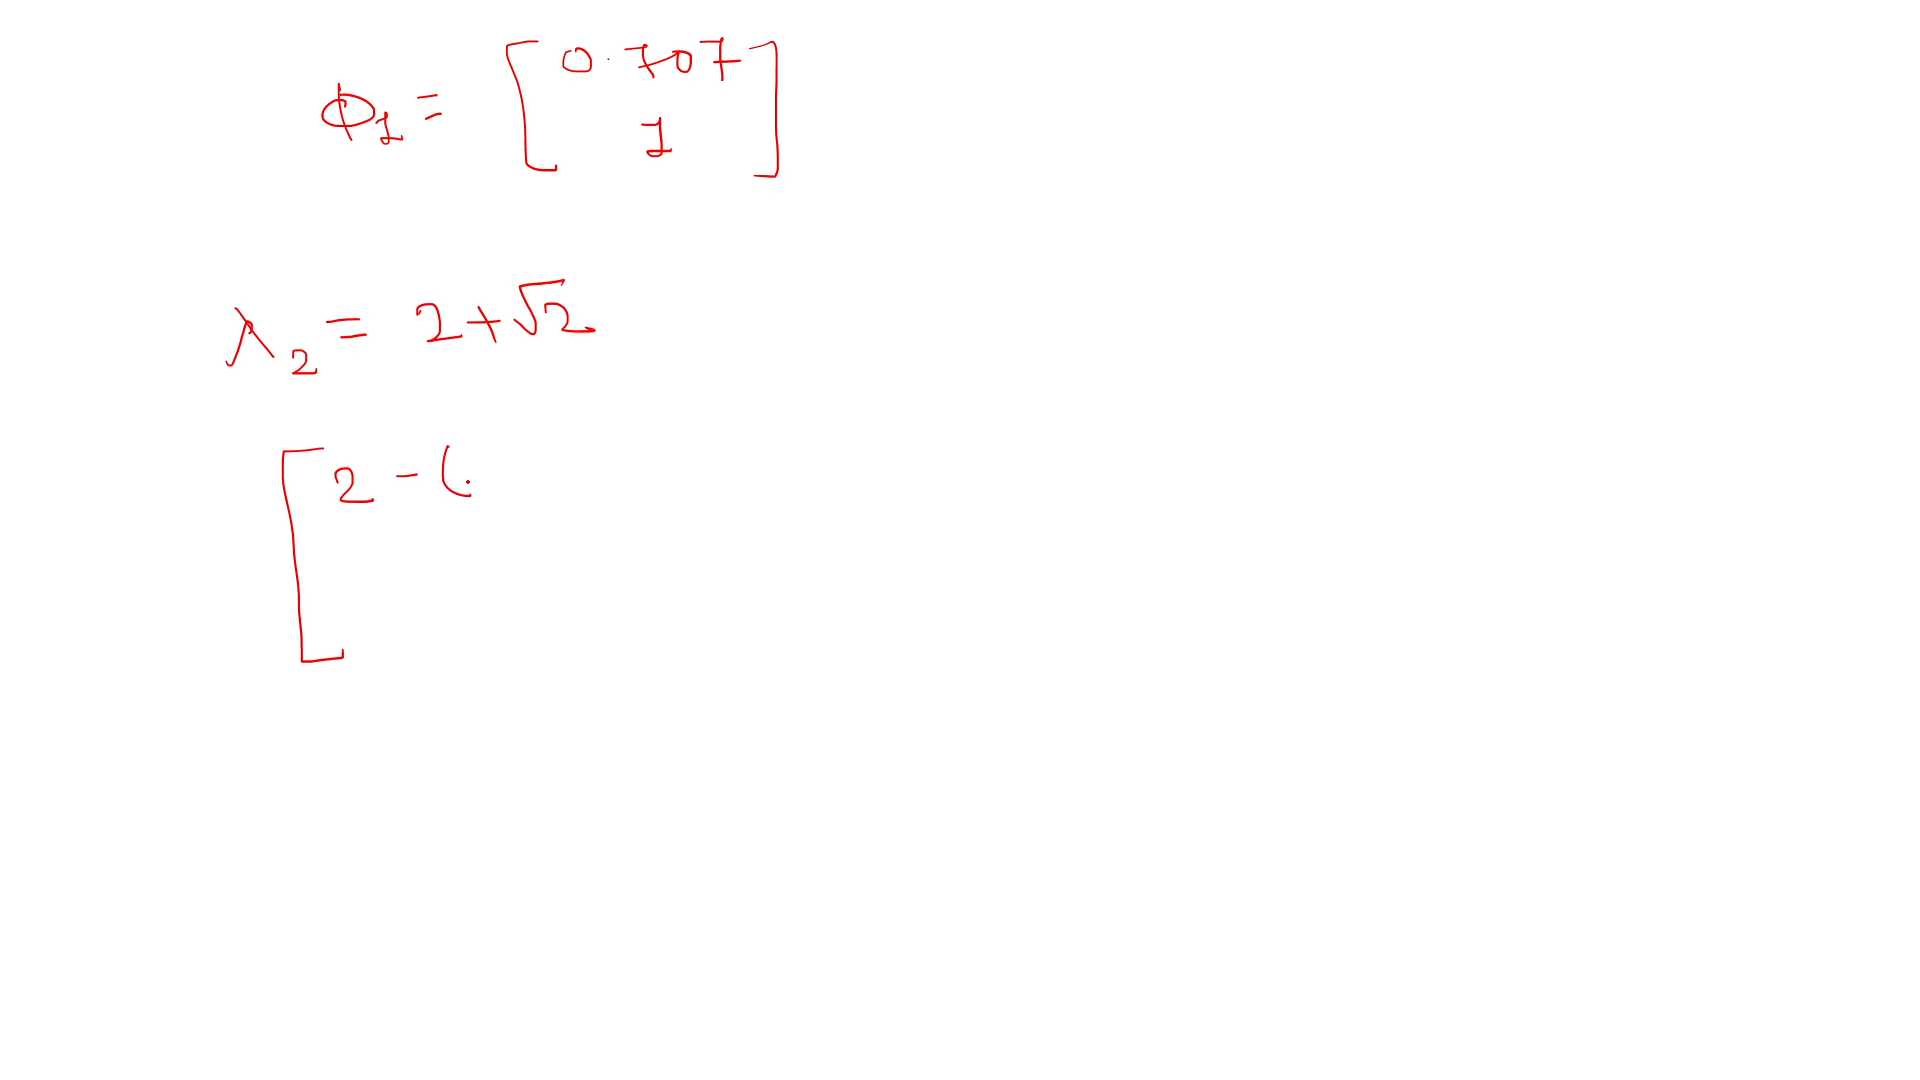 ϕ₁ = [ 0.707
1 ]
λ₂ = 2+√2
[ 2 - (